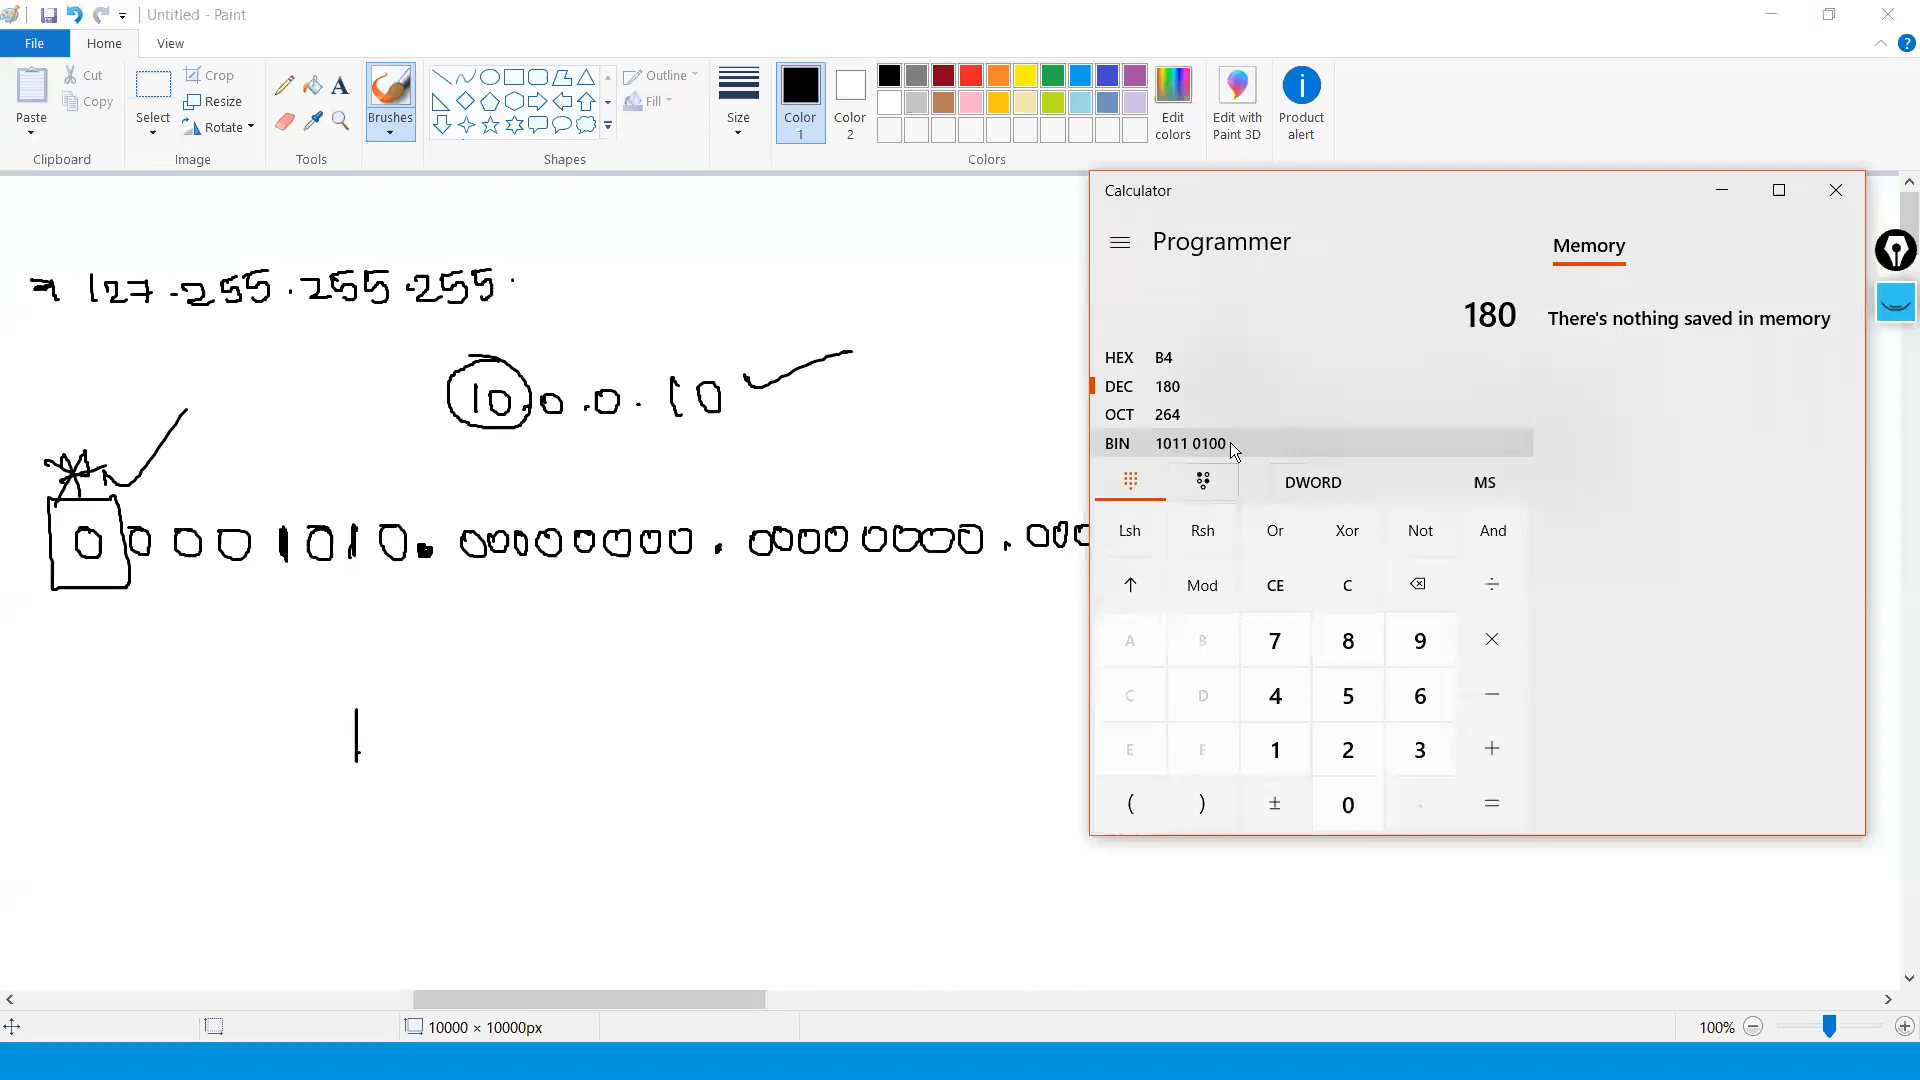 Untitled - Paint
File Home View
Paste
Cut
Copy
Clipboard
Select
Crop
Resize
Rotate
Image
Tools
Brushes
Shapes
Outline
Fill
Size
Color 1
Color 2
Edit colors
Colors
Edit with Paint 3D
Product alert
127.255.255.255.
10.0.0.10
00001010.00000000.00000000.000
Calculator
Programmer
Memory
180
There's nothing saved in memory
HEX B4
DEC 180
OCT 264
BIN 1011 0100
DWORD MS
Lsh Rsh Or Xor Not And
↑ Mod CE C ÷
A B 7 8 9 ×
C D 4 5 6 −
E F 1 2 3 +
( ) ± 0 . =
10000 × 10000px
100%